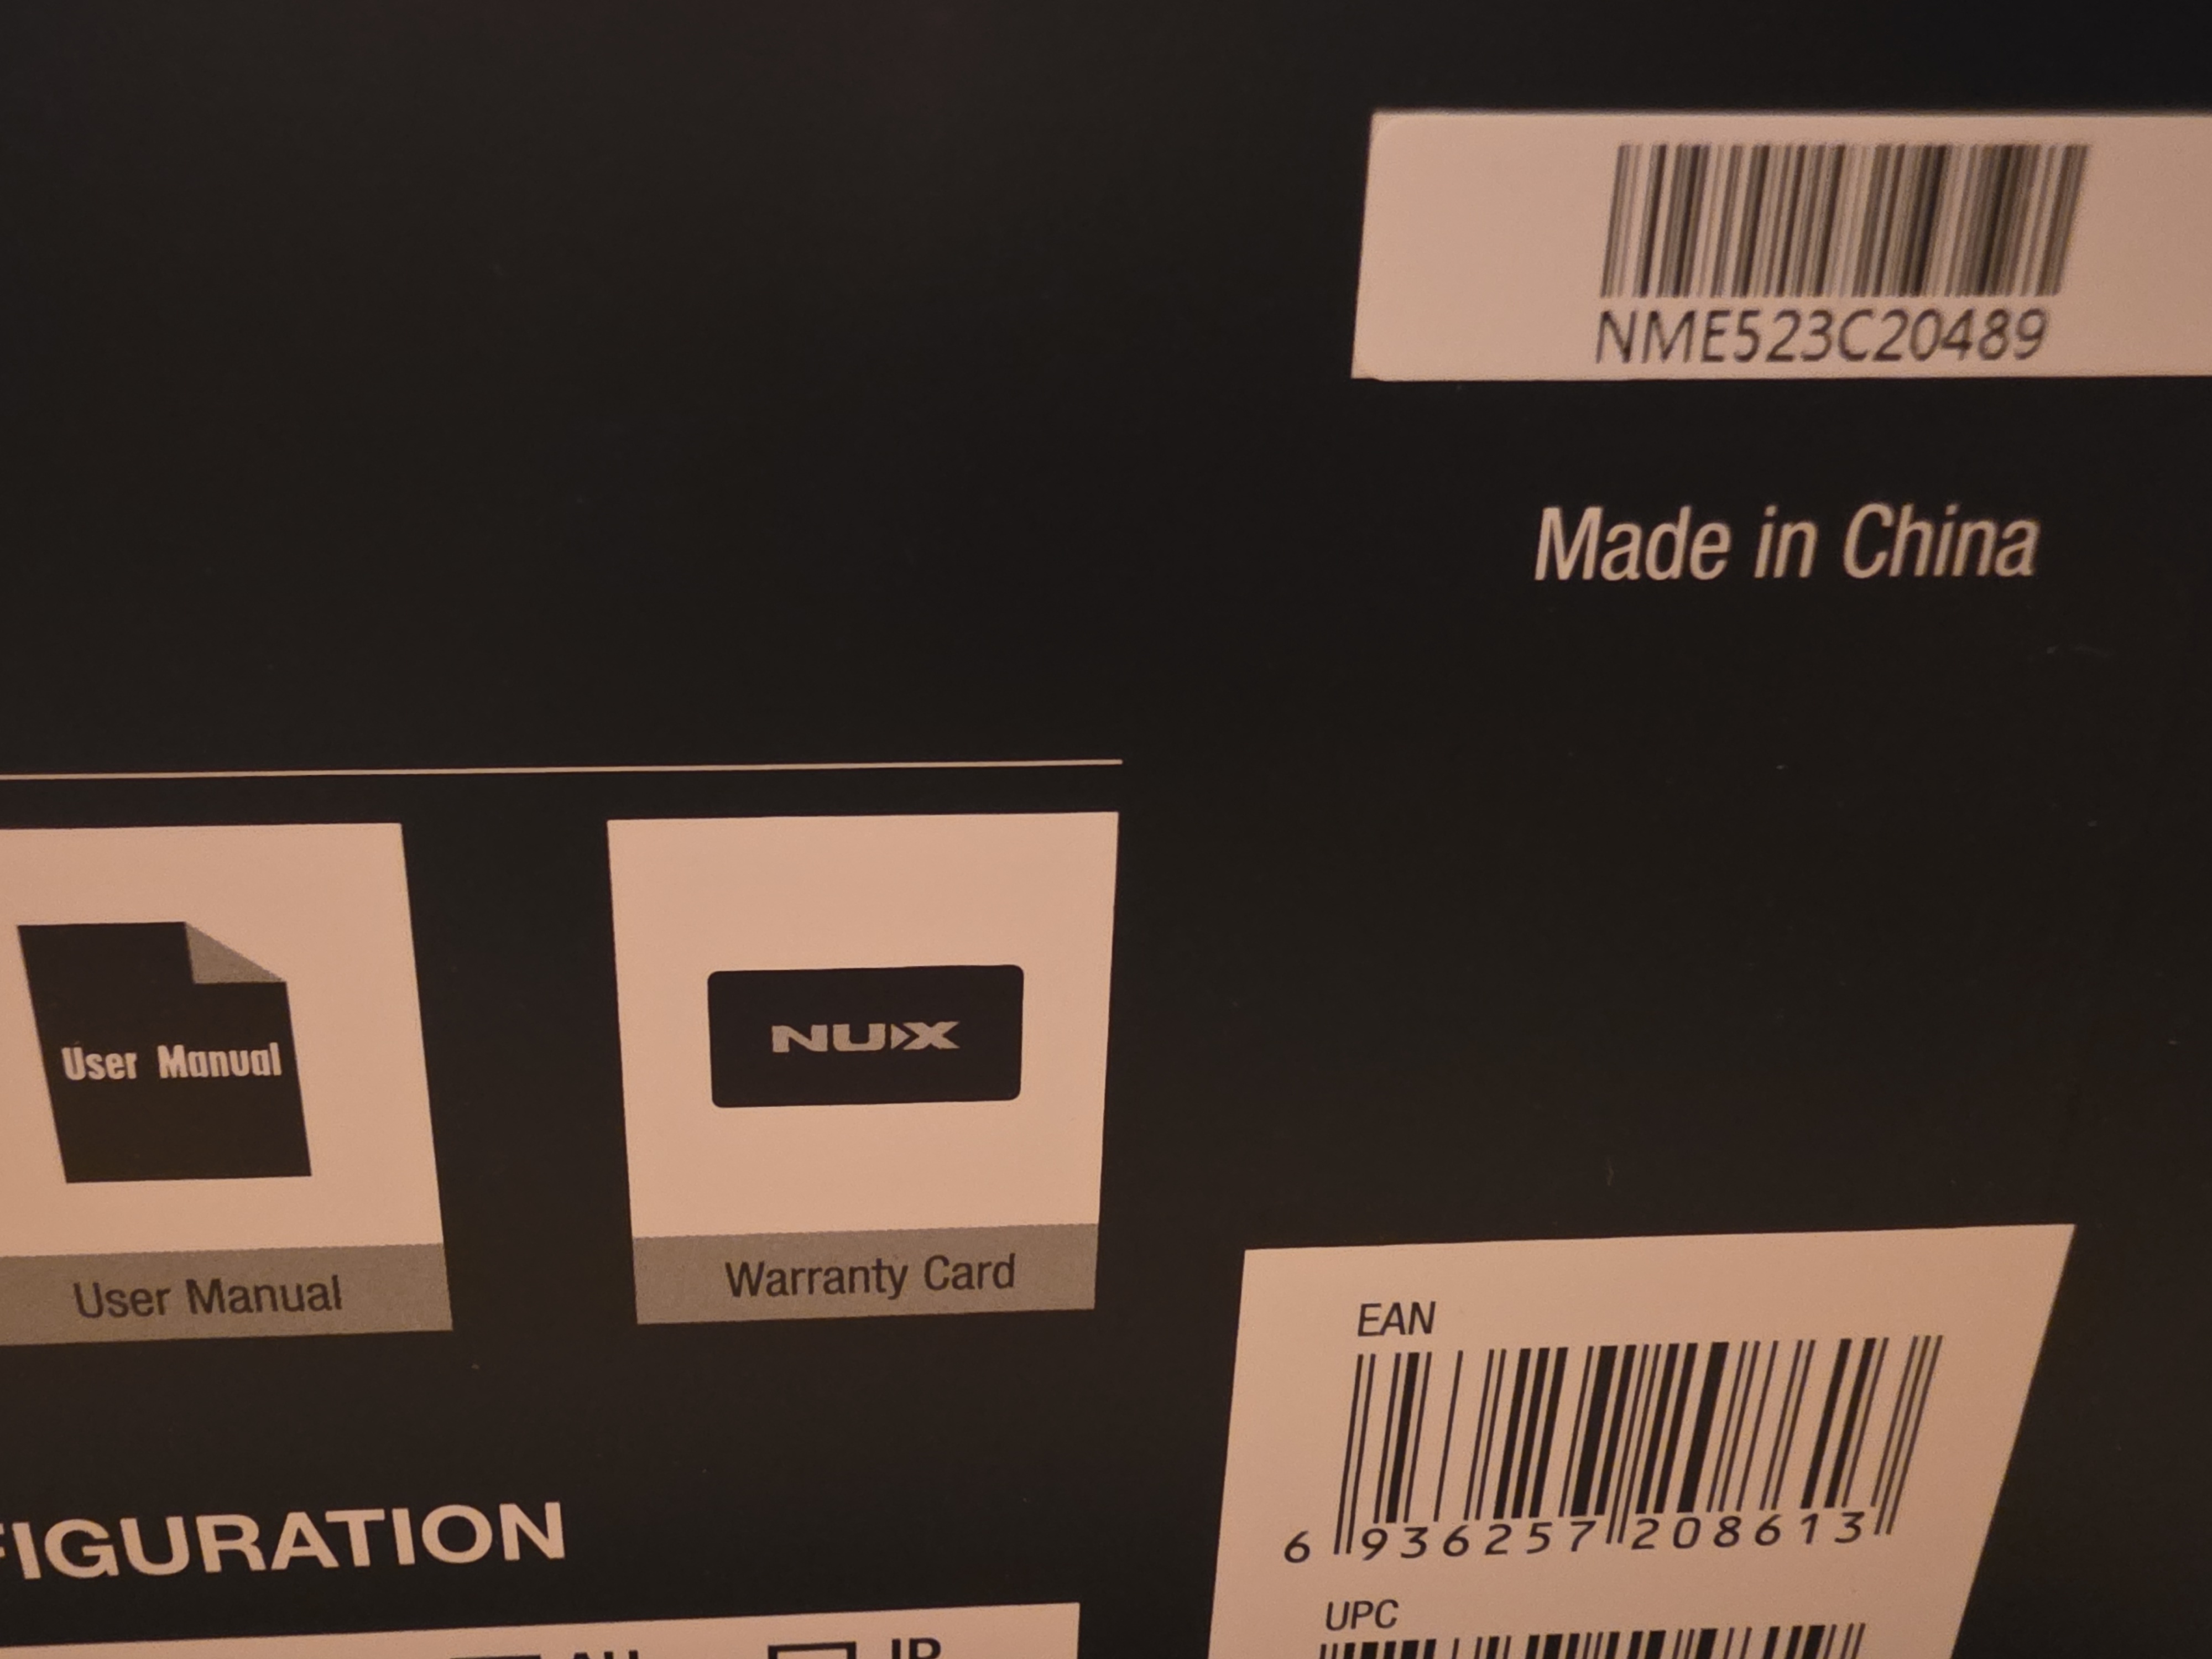 NME523C20489
Made in China
User Manual
NUX
User Manual
Warranty Card
EAN
6 936257 208613
FIGURATION
UPC